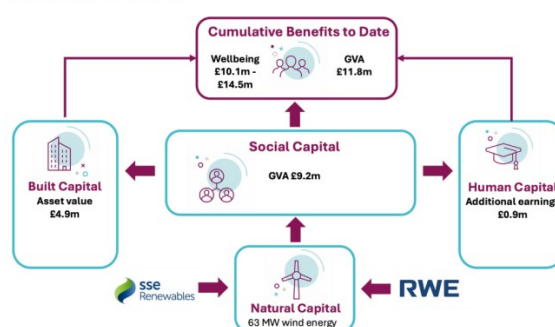 Cumulative Benefits to Date
Wellbeing
£10.1m -
£14.5m
GVA
£11.8m
Built Capital
Asset value
£4.9m
Social Capital
GVA £9.2m
Human Capital
Additional earning
£0.9m
sse
Renewables
Natural Capital
63 MW wind energy
RWE